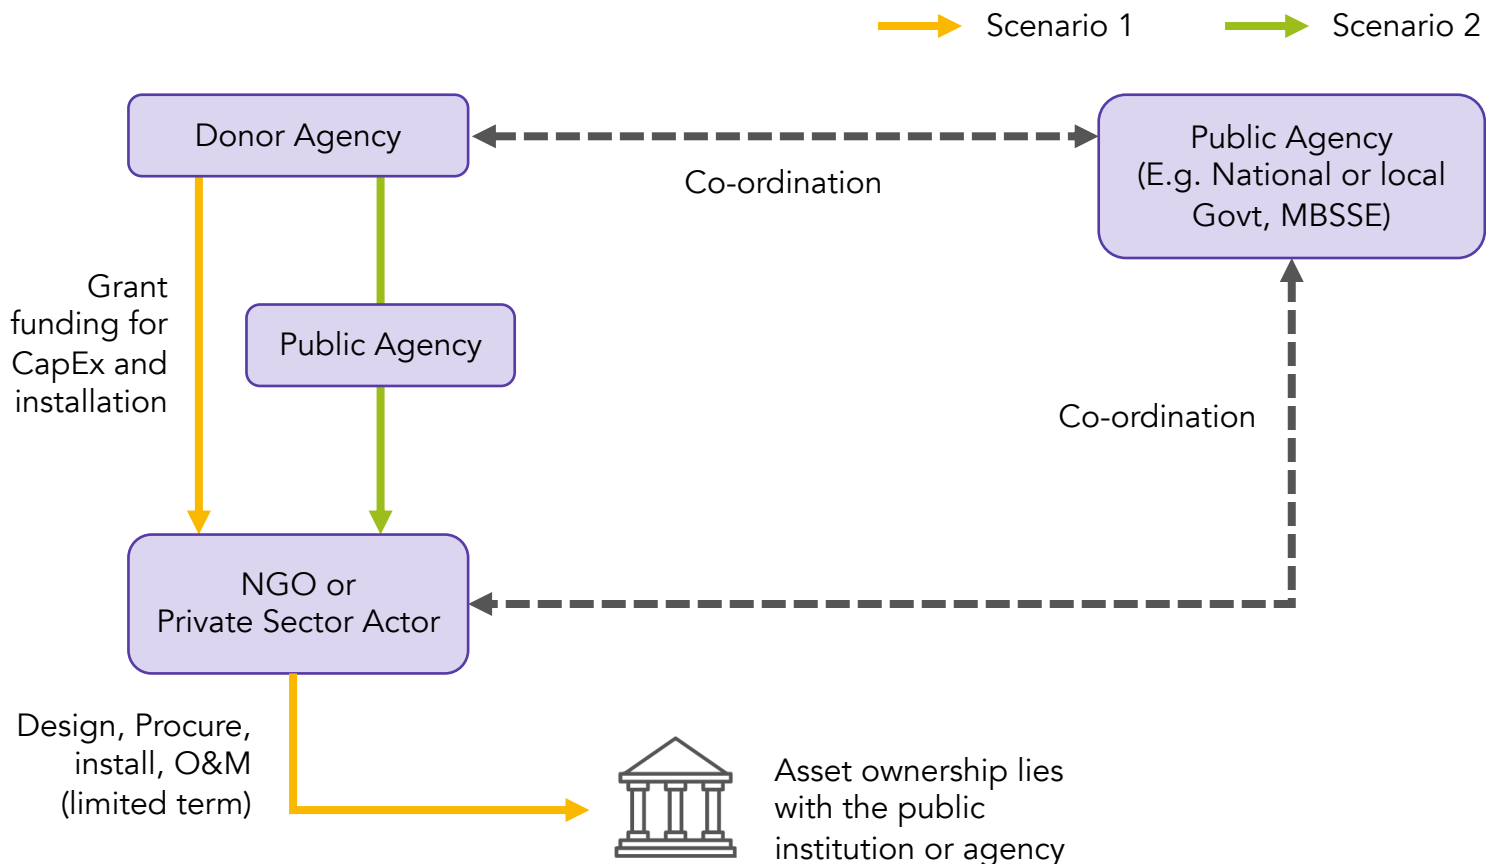 Scenario 1
Scenario 2
Donor Agency
Co-ordination
Public Agency
(E.g. National or local
Govt, MBSSE)
Grant
funding for
CapEx and
installation
Public Agency
Co-ordination
NGO or
Private Sector Actor
Design, Procure,
install, O&M
(limited term)
Asset ownership lies
with the public
institution or agency